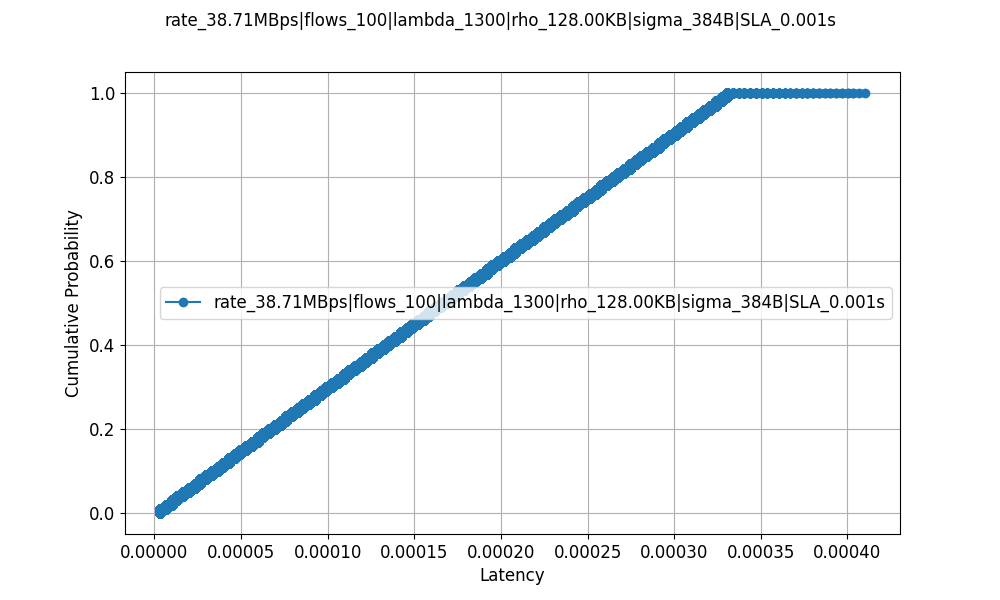 rate_38.71MBps|flows_100|lambda_1300|rho_128.00KB|sigma_384B|SLA_0.001s
1.0
0.8
0.6
0.4
0.2
0.0
Cumulative Probability
rate_38.71MBps|flows_100|lambda_1300|rho_128.00KB|sigma_384B|SLA_0.001s
0.00000 0.00005 0.00010 0.00015 0.00020 0.00025 0.00030 0.00035 0.00040
Latency